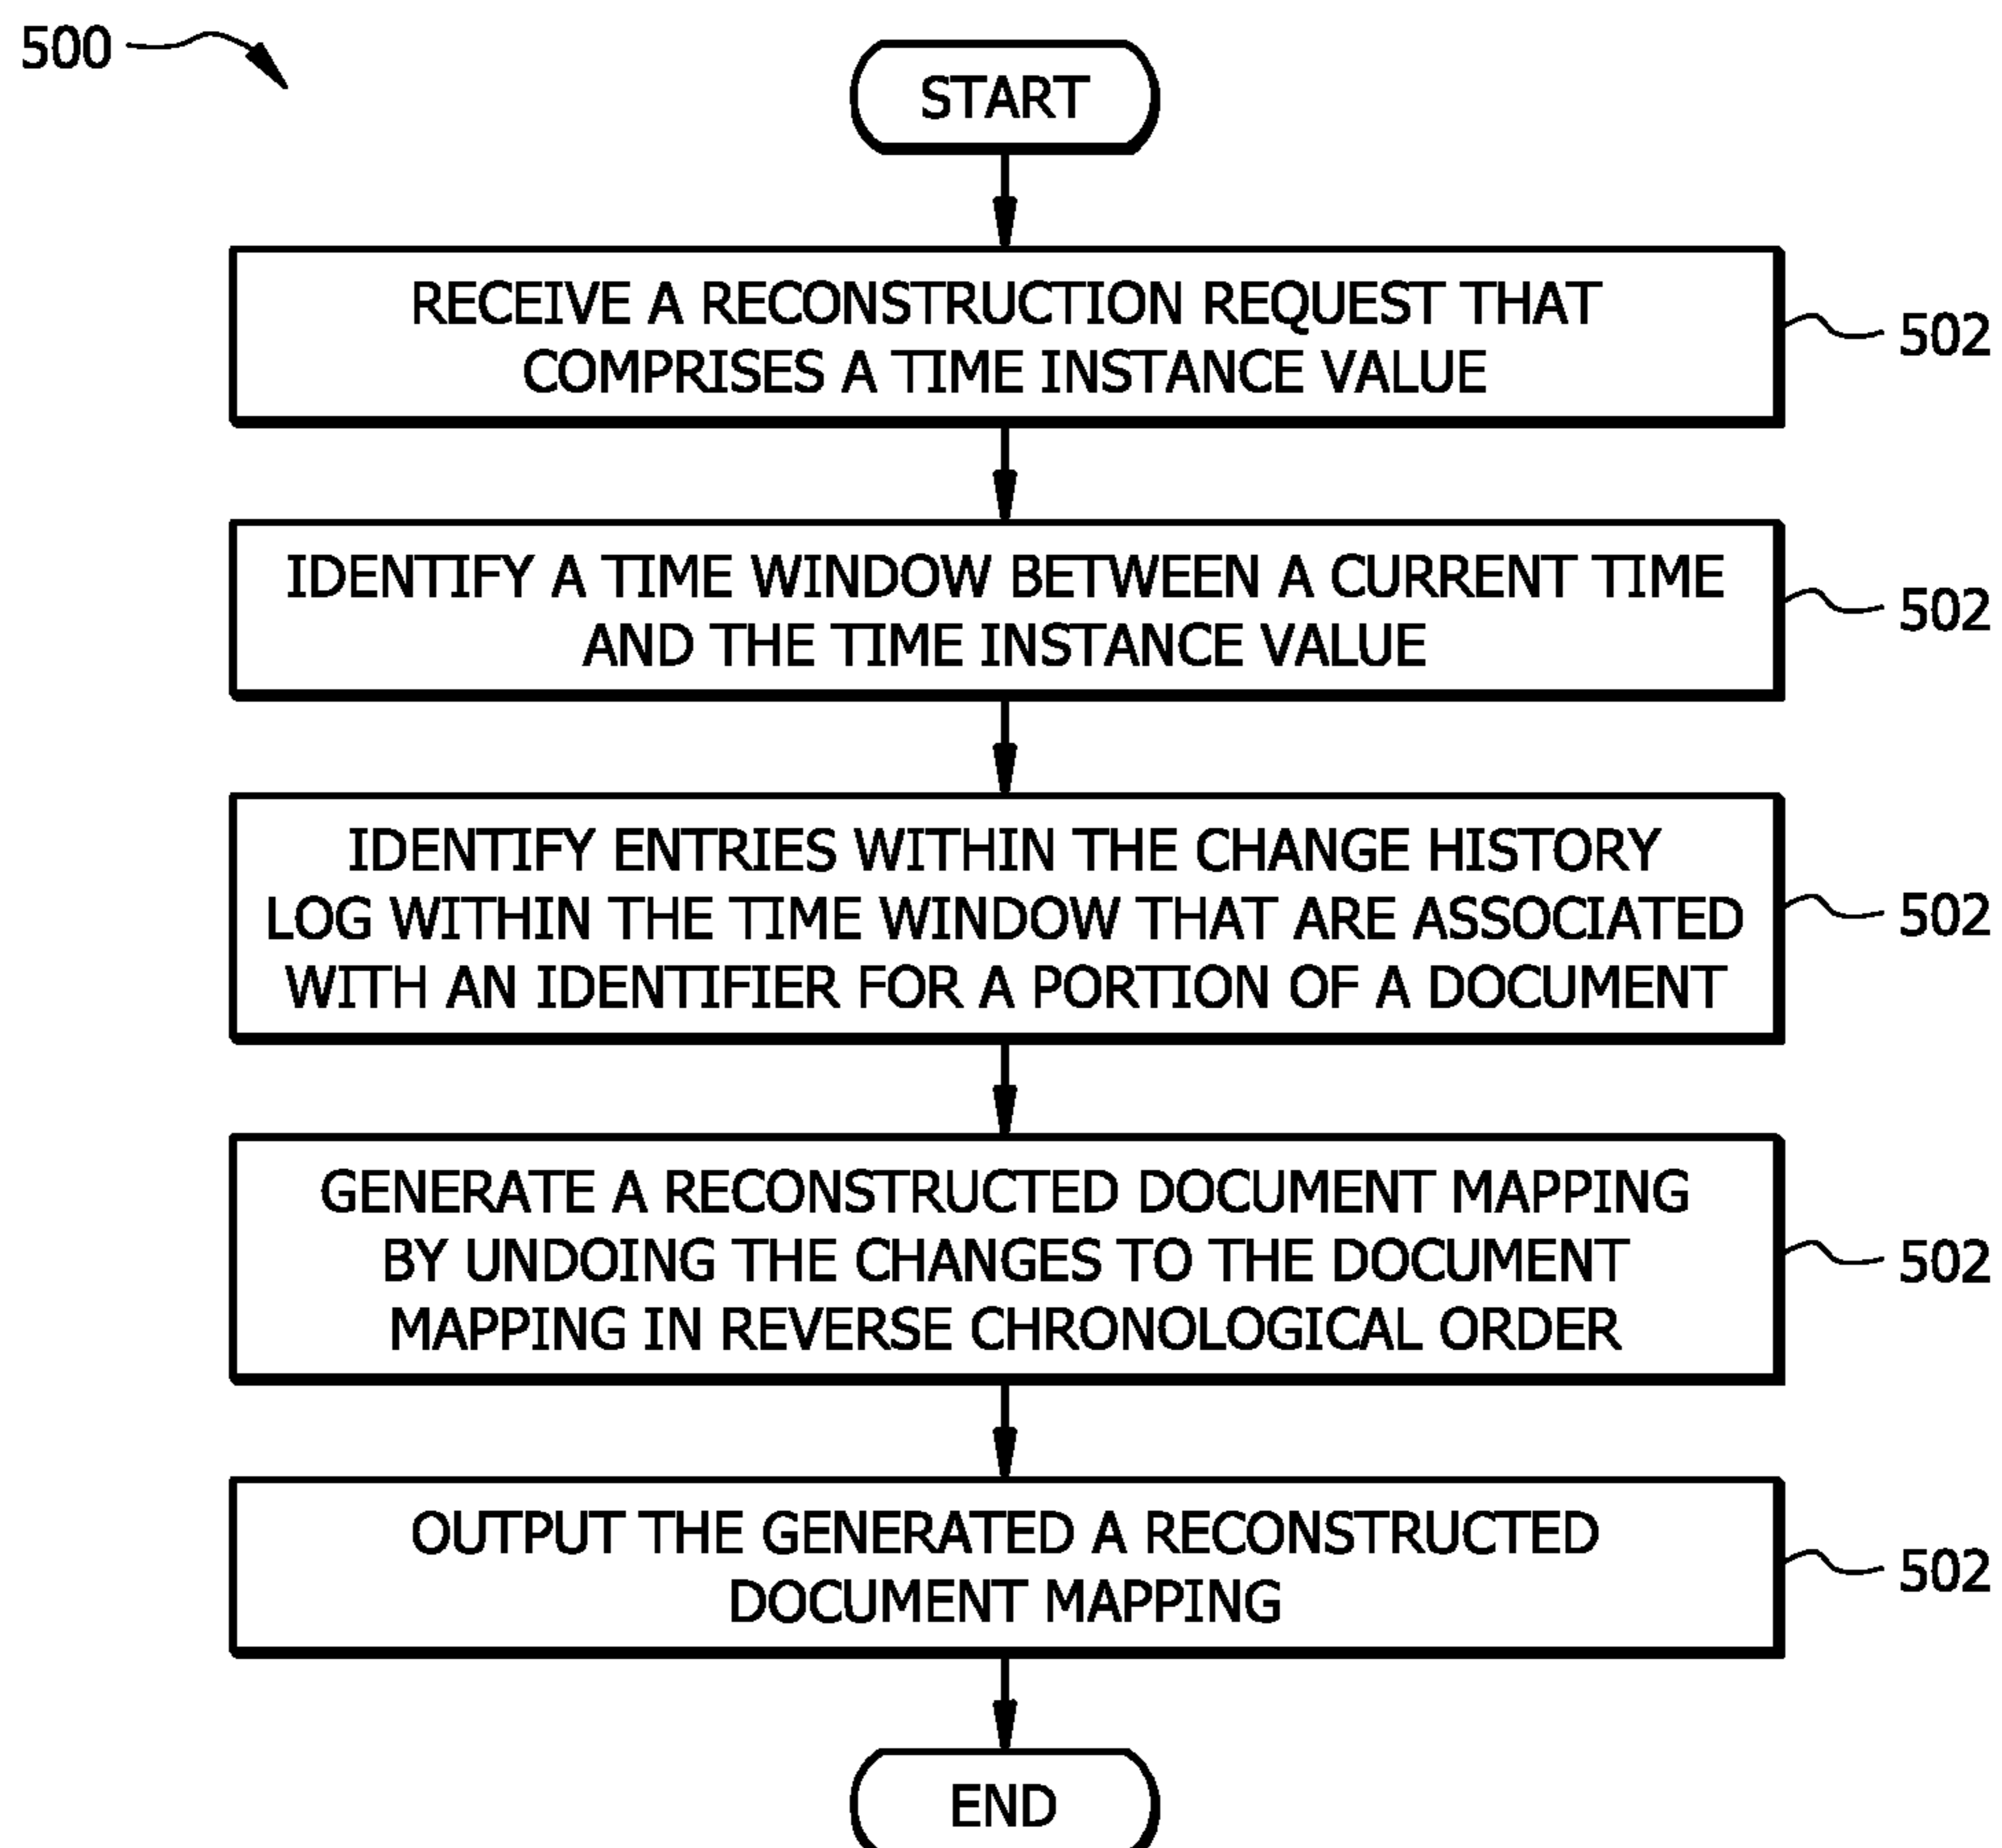 500
START
RECEIVE A RECONSTRUCTION REQUEST THAT
COMPRISES A TIME INSTANCE VALUE
502
IDENTIFY A TIME WINDOW BETWEEN A CURRENT TIME
AND THE TIME INSTANCE VALUE
502
IDENTIFY ENTRIES WITHIN THE CHANGE HISTORY
LOG WITHIN THE TIME WINDOW THAT ARE ASSOCIATED
WITH AN IDENTIFIER FOR A PORTION OF A DOCUMENT
502
GENERATE A RECONSTRUCTED DOCUMENT MAPPING
BY UNDOING THE CHANGES TO THE DOCUMENT
MAPPING IN REVERSE CHRONOLOGICAL ORDER
502
OUTPUT THE GENERATED A RECONSTRUCTED
DOCUMENT MAPPING
502
END